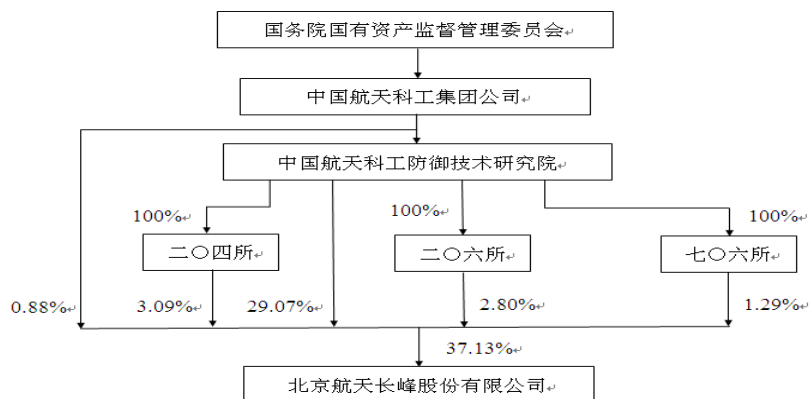 国务院国有资产监督管理委员会
中国航天科工集团公司
中国航天科工防御技术研究院
100% 100% 100%
二〇四所 二〇六所 七〇六所
0.88% 3.09% 29.07% 2.80% 1.29%
37.13%
北京航天长峰股份有限公司